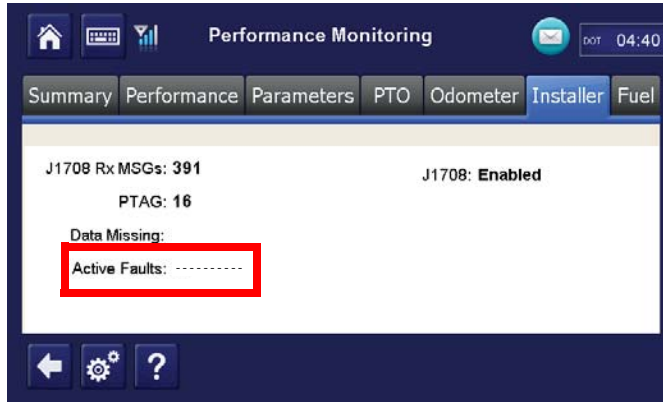 Performance Monitoring
DOT 04:40
Summary Performance Parameters PTO Odometer Installer Fuel
J1708 Rx MSGs: 391
J1708: Enabled
PTAG: 16
Data Missing:
Active Faults: ----------
?